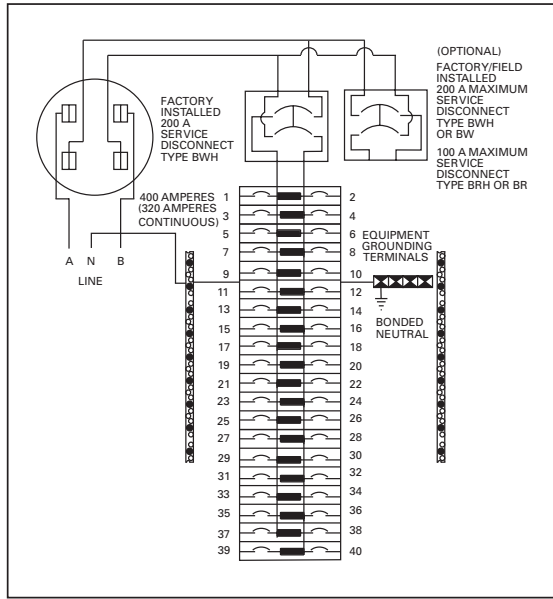 (OPTIONAL)
FACTORY/FIELD
INSTALLED
200 A MAXIMUM
SERVICE
DISCONNECT
TYPE BWH
OR BW
100 A MAXIMUM
SERVICE
DISCONNECT
TYPE BRH OR BR
FACTORY
INSTALLED
200 A
SERVICE
DISCONNECT
TYPE BWH
400 AMPERES
(320 AMPERES
CONTINUOUS)
A N B
LINE
EQUIPMENT
GROUNDING
TERMINALS
BONDED
NEUTRAL
1 2
3 4
5 6
7 8
9 10
11 12
13 14
15 16
17 18
19 20
21 22
23 24
25 26
27 28
29 30
31 32
33 34
35 36
37 38
39 40